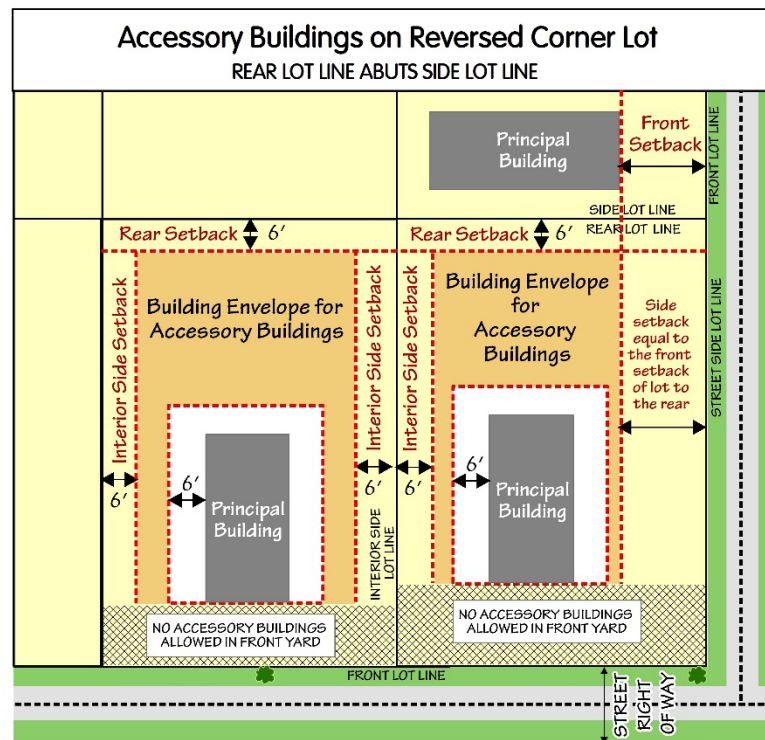 Accessory Buildings on Reversed Corner Lot
REAR LOT LINE ABUTS SIDE LOT LINE
Principal
Building
Front
Setback
FRONT LOT LINE
SIDE LOT LINE
REAR LOT LINE
Rear Setback
6'
Rear Setback
6'
Interior Side Setback
Building Envelope for
Accessory Buildings
Interior Side Setback
Interior Side Setback
Building Envelope
for
Accessory
Buildings
Side
setback
equal to
the front
setback
of lot to
the rear
STREET SIDE LOT LINE
6'
6'
Principal
Building
6'
INTERIOR SIDE
LOT LINE
6'
6'
Principal
Building
NO ACCESSORY BUILDINGS
ALLOWED IN FRONT YARD
NO ACCESSORY BUILDINGS
ALLOWED IN FRONT YARD
FRONT LOT LINE
STREET
RIGHT
OF WAY